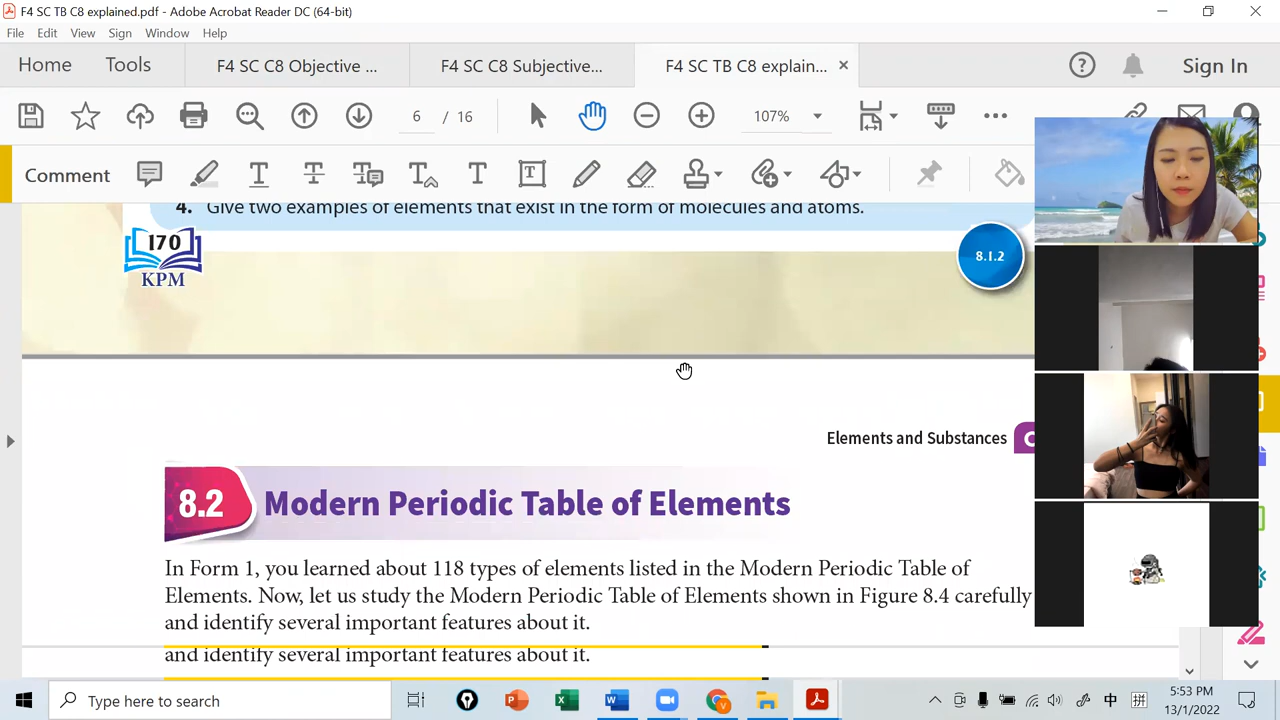 F4 SC TB C8 explained.pdf - Adobe Acrobat Reader DC (64-bit)
File Edit View Sign Window Help
Home Tools F4 SC C8 Objective ... F4 SC C8 Subjective... F4 SC TB C8 explain... Sign In
6 / 16 107%
Comment
4. Give two examples of elements that exist in the form of molecules and atoms.
170
KPM
8.1.2
Elements and Substances
8.2 Modern Periodic Table of Elements
In Form 1, you learned about 118 types of elements listed in the Modern Periodic Table of
Elements. Now, let us study the Modern Periodic Table of Elements shown in Figure 8.4 carefully
and identify several important features about it.
and identify several important features about it.
Type here to search
中 拼
5:53 PM
13/1/2022